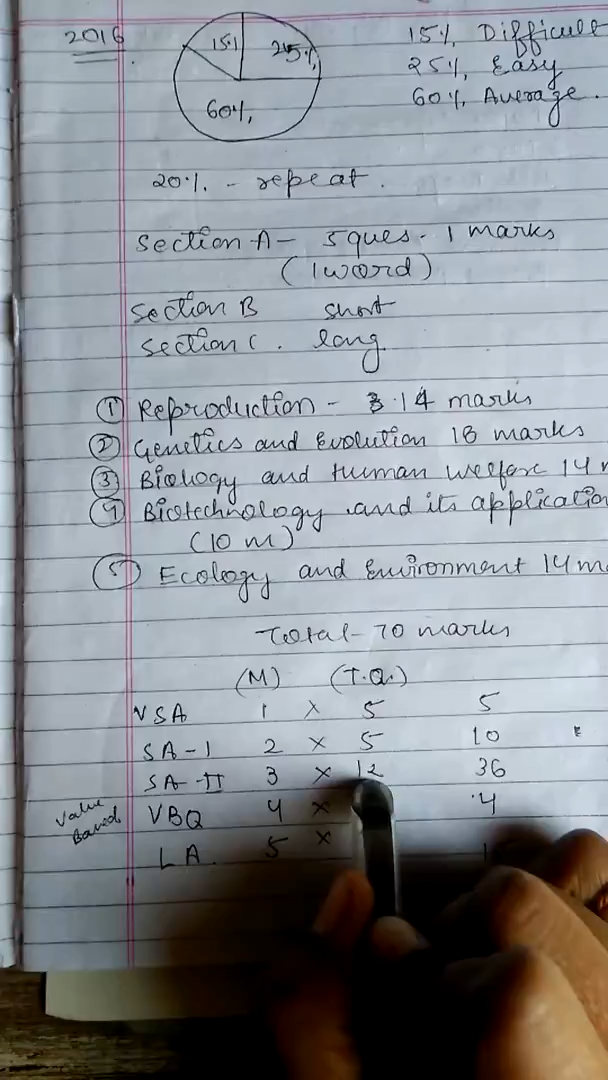 2016
15%
25%
60%
15% Difficult
25% Easy
60% Average.
20% - repeat.
Section A - 5 ques - 1 marks
(1 word)
Section B short
Section C. long
① Reproduction - 14 marks
② Genetics and Evolution 18 marks
③ Biology and Human welfare 14 m
④ Biotechnology and its application
(10 m)
⑤ Ecology and Environment 14 m
Total - 70 marks
(M) (T.Q.)
VSA 1 × 5 5
SA-I 2 × 5 10
SA-II 3 × 12 36
Value Based VBQ 4 × 4
LA 5 ×